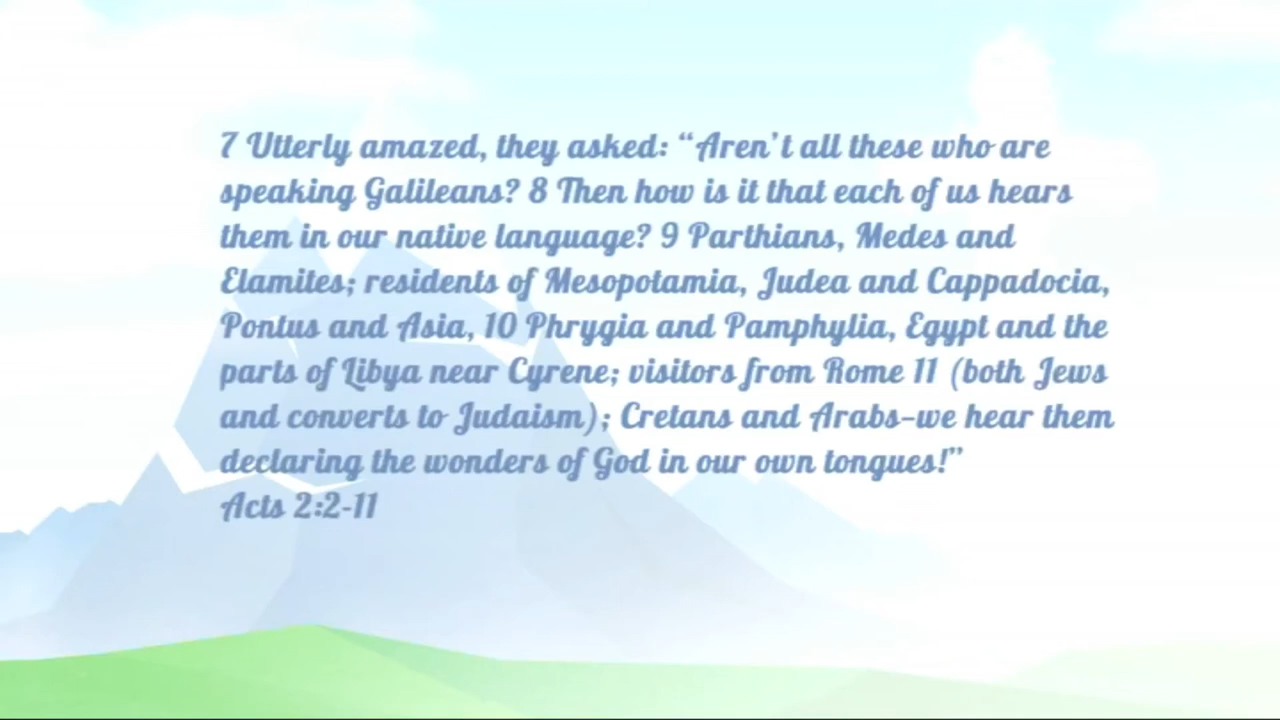 7 Utterly amazed, they asked: “Aren’t all these who are
speaking Galileans? 8 Then how is it that each of us hears
them in our native language? 9 Parthians, Medes and
Elamites; residents of Mesopotamia, Judea and Cappadocia,
Pontus and Asia, 10 Phrygia and Pamphylia, Egypt and the
parts of Libya near Cyrene; visitors from Rome 11 (both Jews
and converts to Judaism); Cretans and Arabs–we hear them
declaring the wonders of God in our own tongues!”
Acts 2:2-11